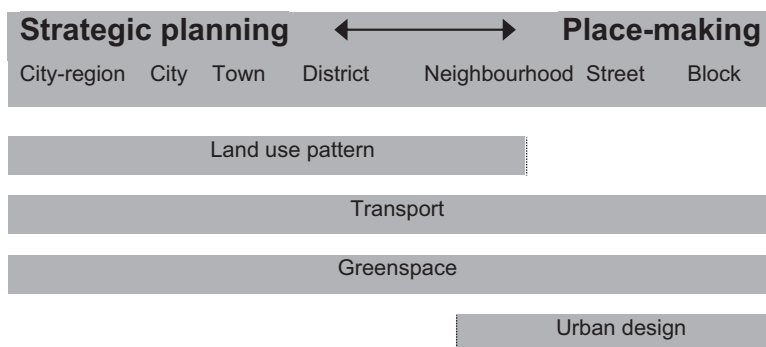 Strategic planning Place-making
City-region City Town District Neighbourhood Street Block
Land use pattern
Transport
Greenspace
Urban design